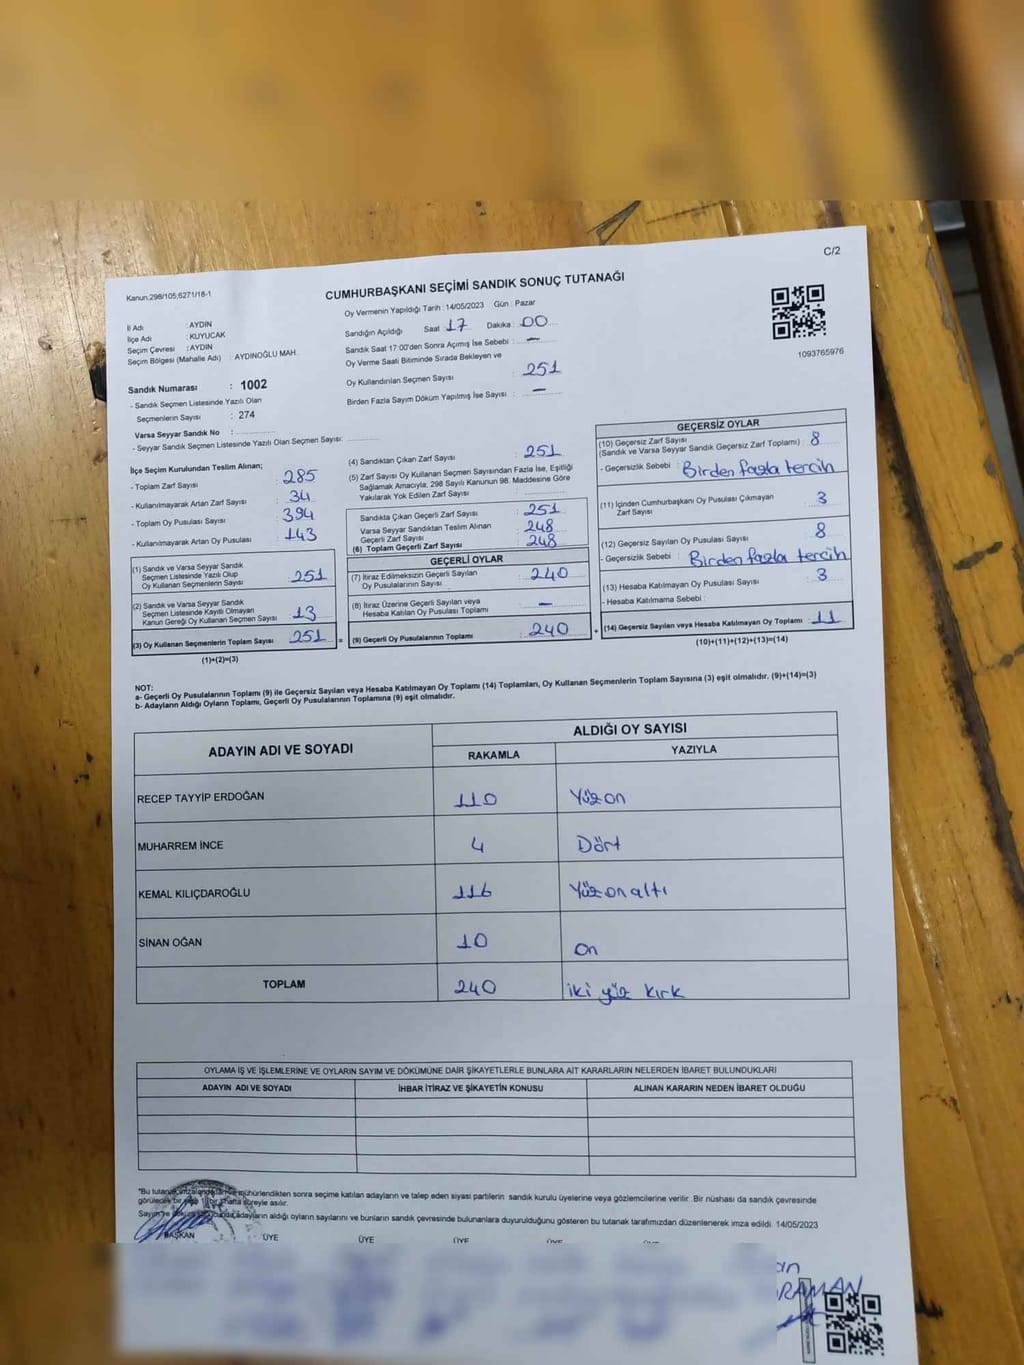 C/2
Kanun;298/105;6271/18-1
CUMHURBAŞKANI SEÇİMİ SANDIK SONUÇ TUTANAĞI
Oy Vermenin Yapıldığı Tarih : 14/05/2023 Gün : Pazar
İl Adı : AYDIN
İlçe Adı : KUYUCAK
Seçim Çevresi : AYDIN
Seçim Bölgesi (Mahalle Adı) : AYDINOĞLU MAH.
Sandığın Açıldığı Saat 17 Dakika : 00
Sandık Saat 17:00'den Sonra Açımış İse Sebebi : —
Oy Verme Saati Bitiminde Sırada Bekleyen ve
Oy Kullandırılan Seçmen Sayısı : 251
Birden Fazla Sayım Döküm Yapılmış İse Sayısı : —
1093765976
Sandık Numarası : 1002
- Sandık Seçmen Listesinde Yazılı Olan
Seçmenlerin Sayısı : 274
Varsa Seyyar Sandık No :
- Seyyar Sandık Seçmen Listesinde Yazılı Olan Seçmen Sayısı:
İlçe Seçim Kurulundan Teslim Alınan;
- Toplam Zarf Sayısı : 285
- Kullanılmayarak Artan Zarf Sayısı : 34
- Toplam Oy Pusulası Sayısı : 394
- Kullanılmayarak Artan Oy Pusulası : 143
(1) Sandık ve Varsa Seyyar Sandık
Seçmen Listesinde Yazılı Olup
Oy Kullanan Seçmenlerin Sayısı : 251
(2) Sandık ve Varsa Seyyar Sandık
Seçmen Listesinde Kayıtlı Olmayan
Kanun Gereği Oy Kullanan Seçmen Sayısı : 13
(3) Oy Kullanan Seçmenlerin Toplam Sayısı : 251 =
(1)+(2)=(3)
(4) Sandıktan Çıkan Zarf Sayısı : 251
(5) Zarf Sayısı Oy Kullanan Seçmen Sayısından Fazla İse, Eşitliği
Sağlamak Amacıyla, 298 Sayılı Kanunun 98. Maddesine Göre
Yakılarak Yok Edilen Zarf Sayısı :
Sandıkta Çıkan Geçerli Zarf Sayısı : 251
Varsa Seyyar Sandıktan Teslim Alınan
Geçerli Zarf Sayısı : 248
(6) Toplam Geçerli Zarf Sayısı : 248
GEÇERLİ OYLAR
(7) İtiraz Edilmeksizin Geçerli Sayılan
Oy Pusulalarının Sayısı : 240
(8) İtiraz Üzerine Geçerli Sayılan veya
Hesaba Katılan Oy Pusulası Toplamı : —
(9) Geçerli Oy Pusulalarının Toplamı : 240 +
GEÇERSİZ OYLAR
(10) Geçersiz Zarf Sayısı
(Sandık ve Varsa Seyyar Sandık Geçersiz Zarf Toplamı) : 8
- Geçersizlik Sebebi : Birden fazla tercih
(11) İçinden Cumhurbaşkanı Oy Pusulası Çıkmayan
Zarf Sayısı : 3
(12) Geçersiz Sayılan Oy Pusulası Sayısı : 8
- Geçersizlik Sebebi : Birden fazla tercih
(13) Hesaba Katılmayan Oy Pusulası Sayısı : 3
- Hesaba Katılmama Sebebi :
(14) Geçersiz Sayılan veya Hesaba Katılmayan Oy Toplamı : 11
(10)+(11)+(12)+(13)=(14)
NOT:
a- Geçerli Oy Pusulalarının Toplamı (9) ile Geçersiz Sayılan veya Hesaba Katılmayan Oy Toplamı (14) Toplamları, Oy Kullanan Seçmenlerin Toplam Sayısına (3) eşit olmalıdır. (9)+(14)=(3)
b- Adayların Aldığı Oyların Toplamı, Geçerli Oy Pusulalarının Toplamına (9) eşit olmalıdır.
ADAYIN ADI VE SOYADI
ALDIĞI OY SAYISI
RAKAMLA YAZIYLA
RECEP TAYYİP ERDOĞAN 110 Yüzon
MUHARREM İNCE 4 Dört
KEMAL KILIÇDAROĞLU 116 Yüzonaltı
SİNAN OĞAN 10 On
TOPLAM 240 iki yüz kırk
OYLAMA İŞ VE İŞLEMLERİNE VE OYLARIN SAYIM VE DÖKÜMÜNE DAİR ŞİKAYETLERLE BUNLARA AİT KARARLARIN NELERDEN İBARET BULUNDUKLARI
ADAYIN ADI VE SOYADI İHBAR İTİRAZ VE ŞİKAYETİN KONUSU ALINAN KARARIN NEDEN İBARET OLDUĞU
"Bu tutanak mühürlendikten sonra seçime katılan adayların ve talep eden siyasi partilerin sandık kurulu üyelerine veya gözlemcilerine verilir. Bir nüshası da sandık çevresinde
görülecek bir hafta süreyle asılır.
adayların aldığı oyların sayılarını ve bunların sandık çevresinde bulunanlara duyurulduğunu gösteren bu tutanak tarafımızdan düzenlenerek imza edildi. 14/05/2023
BAŞKAN ÜYE ÜYE ÜYE ÜYE